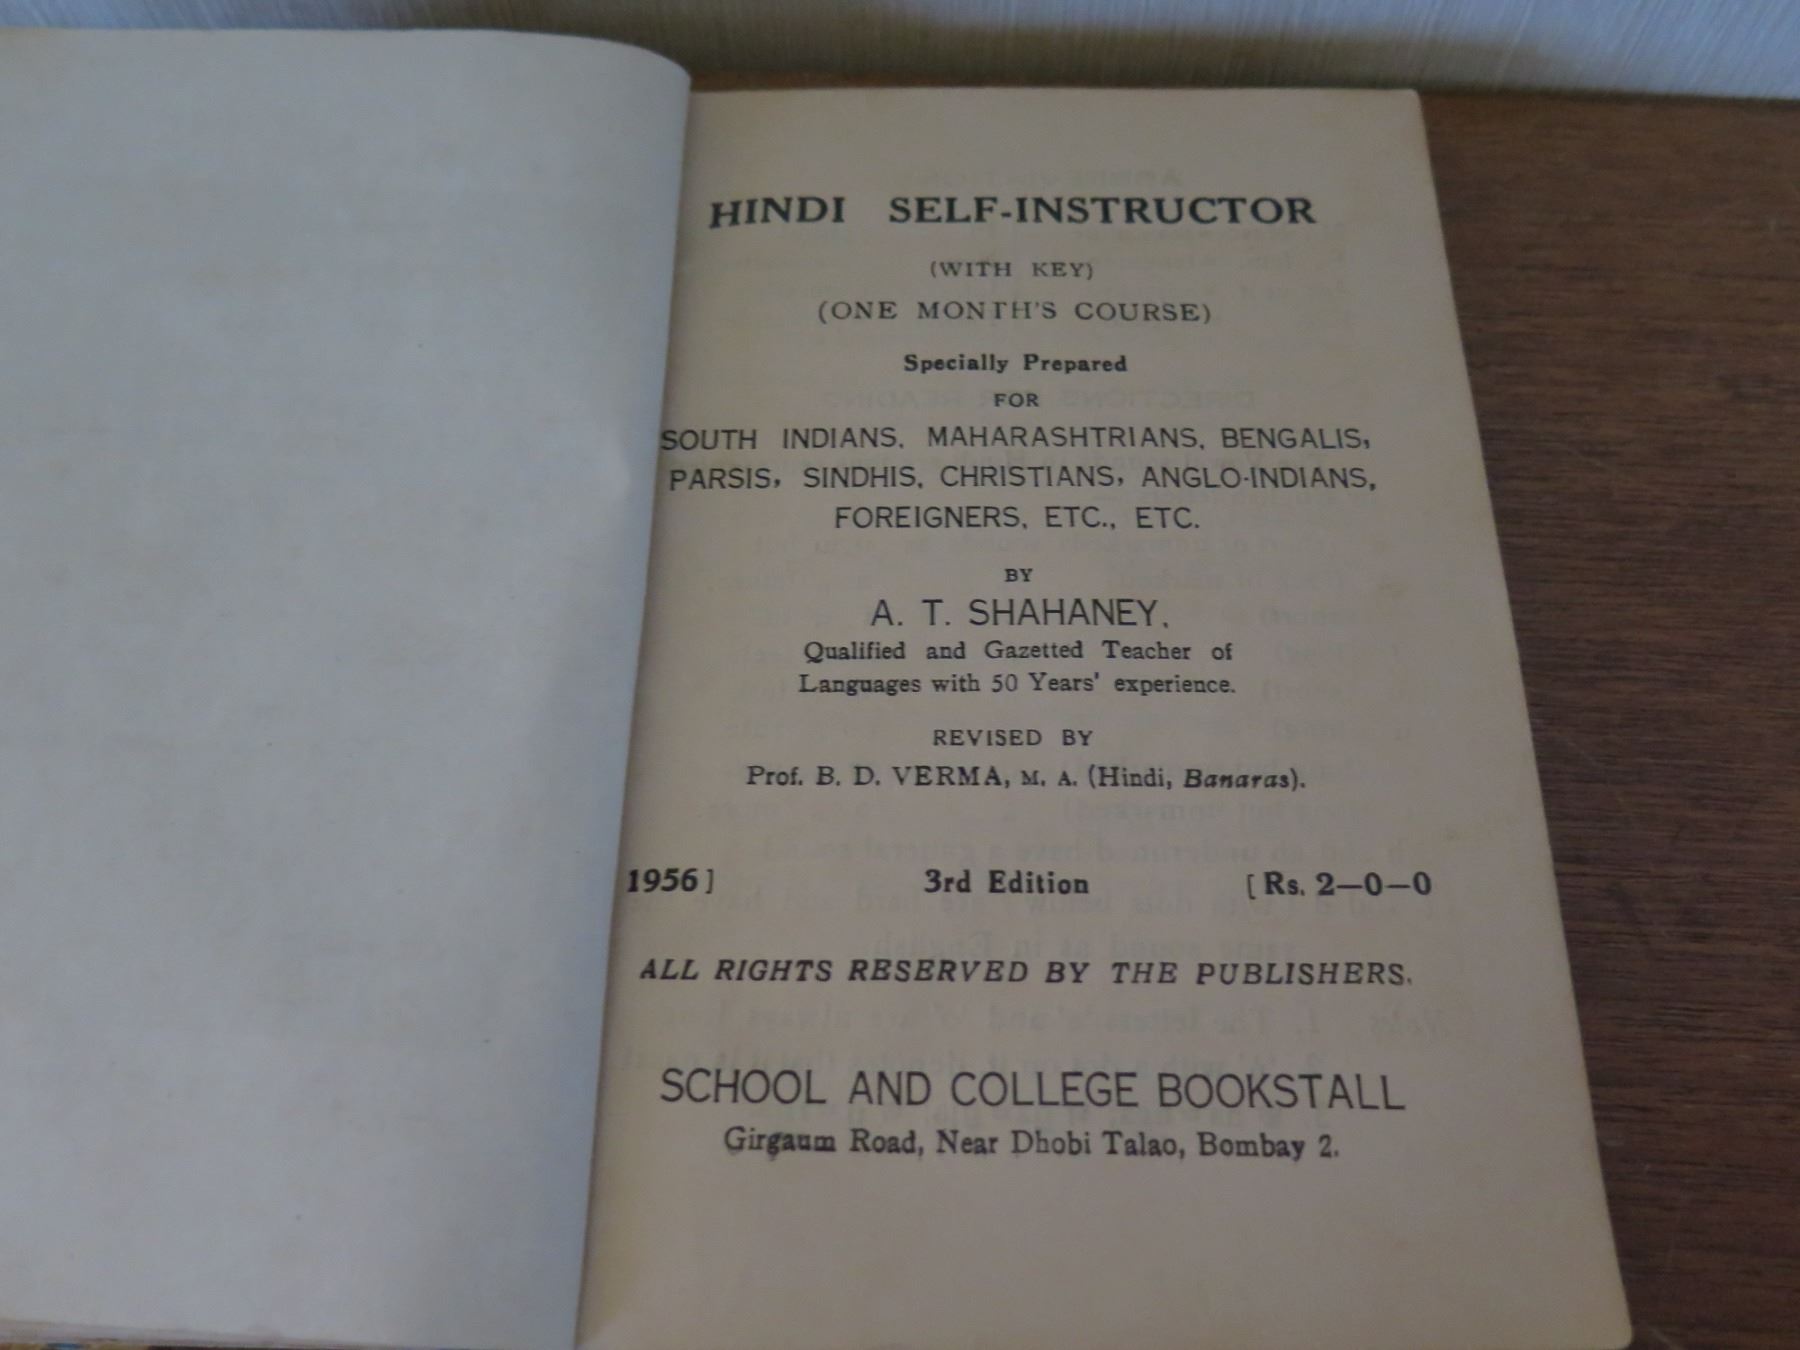 HINDI SELF-INSTRUCTOR
(WITH KEY)
(ONE MONTH'S COURSE)
Specially Prepared
FOR
SOUTH INDIANS, MAHARASHTRIANS, BENGALIS,
PARSIS, SINDHIS, CHRISTIANS, ANGLO-INDIANS,
FOREIGNERS, ETC., ETC.
BY
A. T. SHAHANEY.
Qualified and Gazetted Teacher of
Languages with 50 Years' experience.
REVISED BY
Prof. B. D. VERMA, M. A. (Hindi, Banaras).
1956] 3rd Edition [Rs. 2—0—0
ALL RIGHTS RESERVED BY THE PUBLISHERS.
SCHOOL AND COLLEGE BOOKSTALL
Girgaum Road, Near Dhobi Talao, Bombay 2.